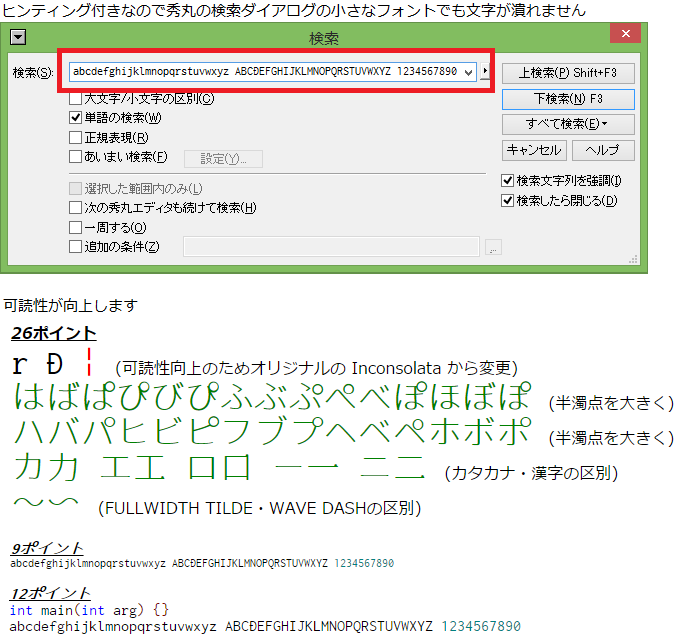 ヒンティング付きなので秀丸の検索ダイアログの小さなフォントでも文字が潰れません
検索
検索(S):
abcdefghijklmnopqrstuvwxyz ABCĐEFGHIJKLMNOPQRSTUVWXYZ 1234567890
上検索(P) Shift+F3
大文字/小文字の区別(C)
下検索(N) F3
単語の検索(W)
すべて検索(E)
正規表現(R)
キャンセル
ヘルプ
あいまい検索(F)
設定(Y)...
選択した範囲内のみ(L)
検索文字列を強調(I)
次の秀丸エディタも続けて検索(H)
検索したら閉じる(D)
一周する(O)
追加の条件(Z)
...
可読性が向上します
26ポイント
r Đ ¦ (可読性向上のためオリジナルの Inconsolata から変更)
はばぱぴびぴふぶぷぺべぽほぼぽ (半濁点を大きく)
ハバパヒビピフブプヘベペホボポ (半濁点を大きく)
カ力 エ工 ロ口 ー一 ニ二 (カタカナ・漢字の区別)
~〜 (FULLWIDTH TILDE・WAVE DASHの区別)
9ポイント
abcdefghijklmnopqrstuvwxyz ABCĐEFGHIJKLMNOPQRSTUVWXYZ 1234567890
12ポイント
int main(int arg) {}
abcdefghijklmnopqrstuvwxyz ABCĐEFGHIJKLMNOPQRSTUVWXYZ 1234567890